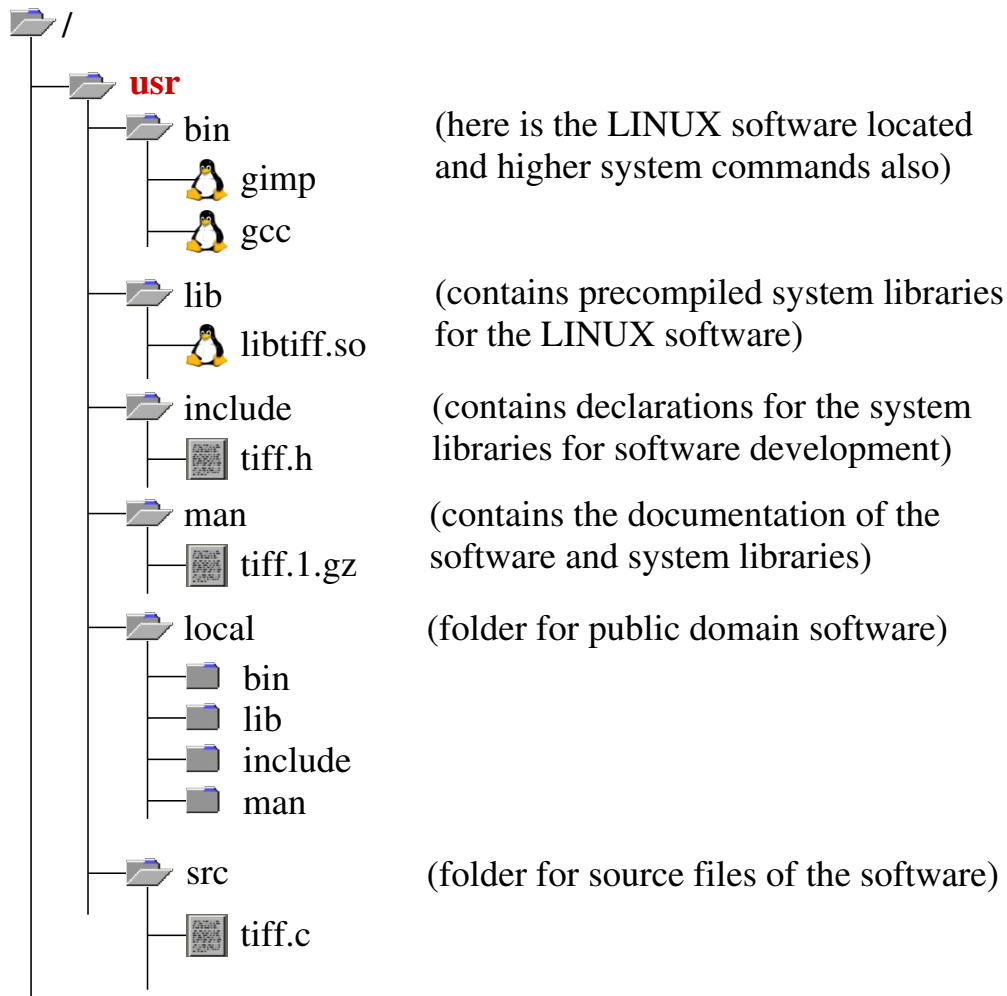 /
usr
bin (here is the LINUX software located
and higher system commands also)
gimp
gcc
lib (contains precompiled system libraries
for the LINUX software)
libtiff.so
include (contains declarations for the system
libraries for software development)
tiff.h
man (contains the documentation of the
software and system libraries)
tiff.1.gz
local (folder for public domain software)
bin
lib
include
man
src (folder for source files of the software)
tiff.c